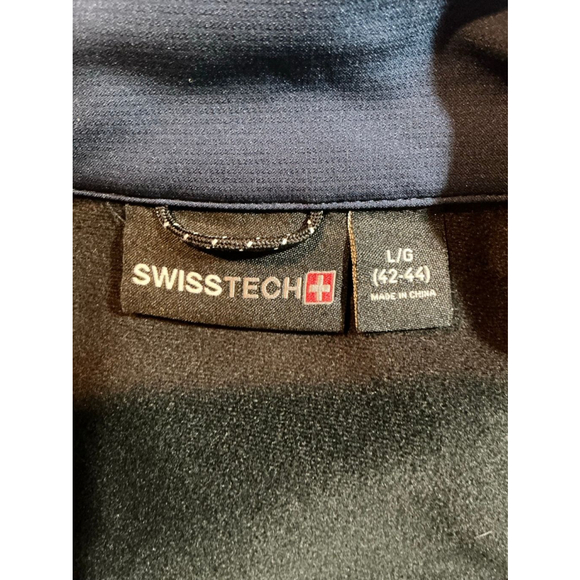 SWISSTECH
L/G
(42-44)
MADE IN CHINA